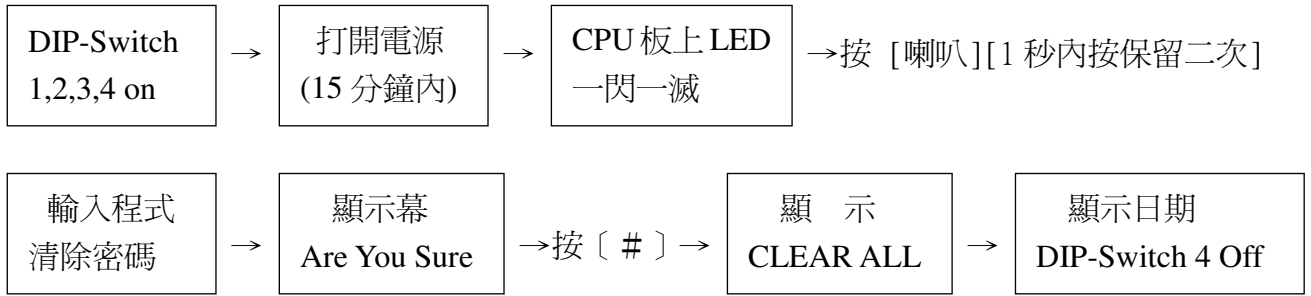 DIP-Switch
1,2,3,4 on
→
打開電源
(15 分鐘內)
→
CPU 板上 LED
一閃一滅
→按 [喇叭][1 秒內按保留二次]
輸入程式
清除密碼
→
顯示幕
Are You Sure
→按〔 # 〕→
顯 示
CLEAR ALL
→
顯示日期
DIP-Switch 4 Off